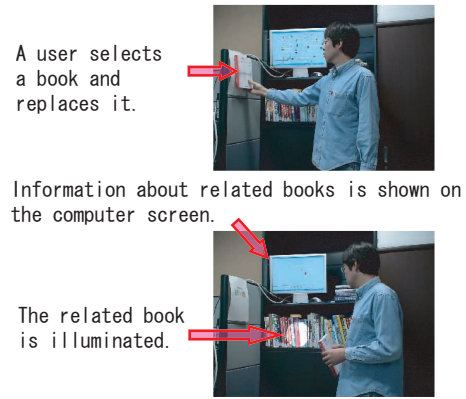 A user selects
a book and
replaces it.
Information about related books is shown on
the computer screen.
The related book
is illuminated.